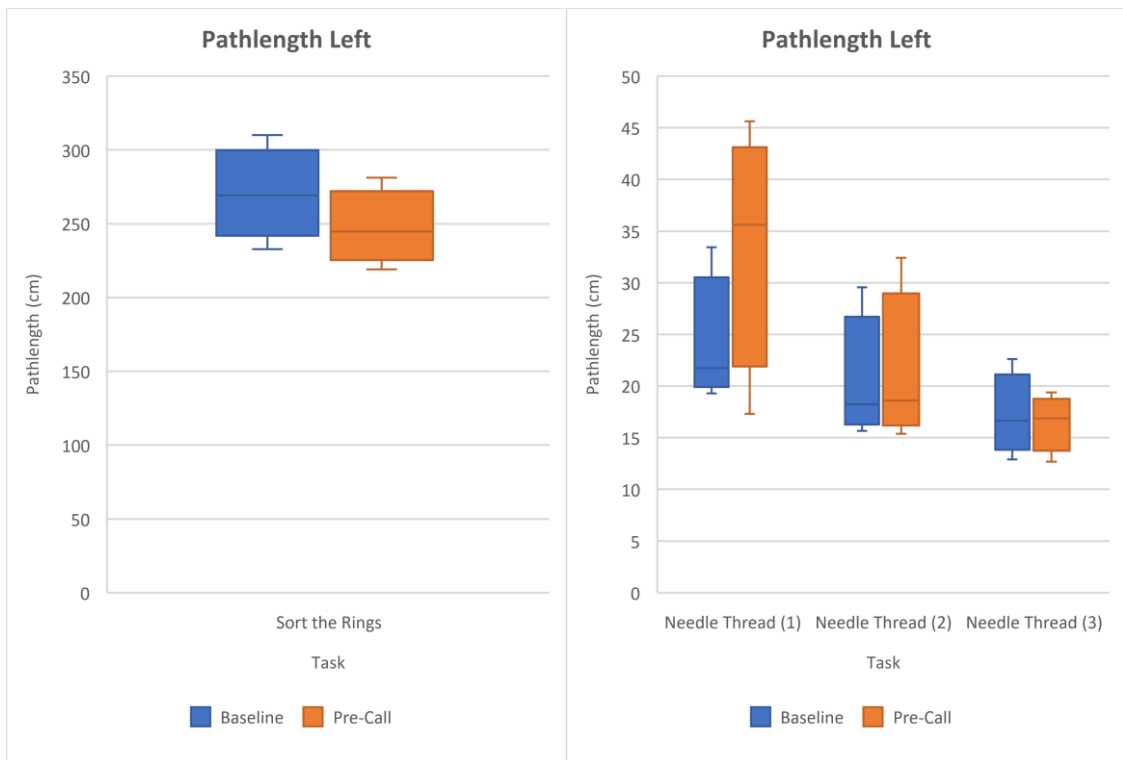 Pathlength Left
350
300
250
200
150
100
50
0
Pathlength (cm)
Sort the Rings
Task
Baseline Pre-Call
Pathlength Left
50
45
40
35
30
25
20
15
10
5
0
Pathlength (cm)
Needle Thread (1) Needle Thread (2) Needle Thread (3)
Task
Baseline Pre-Call